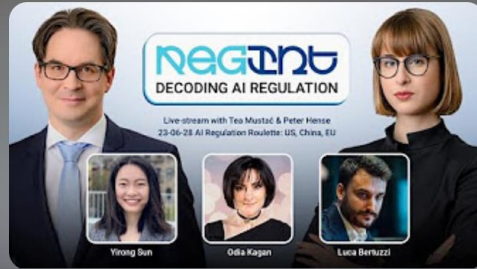 RegInt
DECODING AI REGULATION
Live-stream with Tea Mustać & Peter Hense
23-06-28 AI Regulation Roulette: US, China, EU
Yirong Sun
Odia Kagan
Luca Bertuzzi